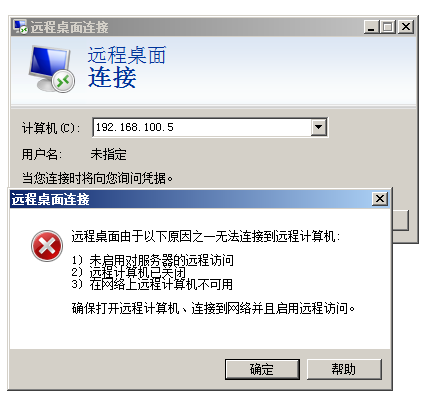 远程桌面连接
远程桌面
连接
计算机(C):
192.168.100.5
用户名:
未指定
当您连接时将向您询问凭据。
远程桌面连接
远程桌面由于以下原因之一无法连接到远程计算机:
1) 未启用对服务器的远程访问
2) 远程计算机已关闭
3) 在网络上远程计算机不可用
确保打开远程计算机、连接到网络并且启用远程访问。
确定
帮助